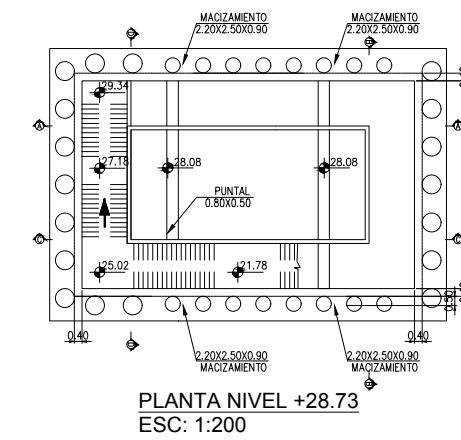 MACIZAMIENTO
2.20X2.50X0.90
MACIZAMIENTO
2.20X2.50X0.90
29.34
27.18
28.08
28.08
PUNTAL
0.80X0.50
25.02
21.78
0.50
0.40
0.40
2.20X2.50X0.90
MACIZAMIENTO
2.20X2.50X0.90
MACIZAMIENTO
PLANTA NIVEL +28.73
ESC: 1:200